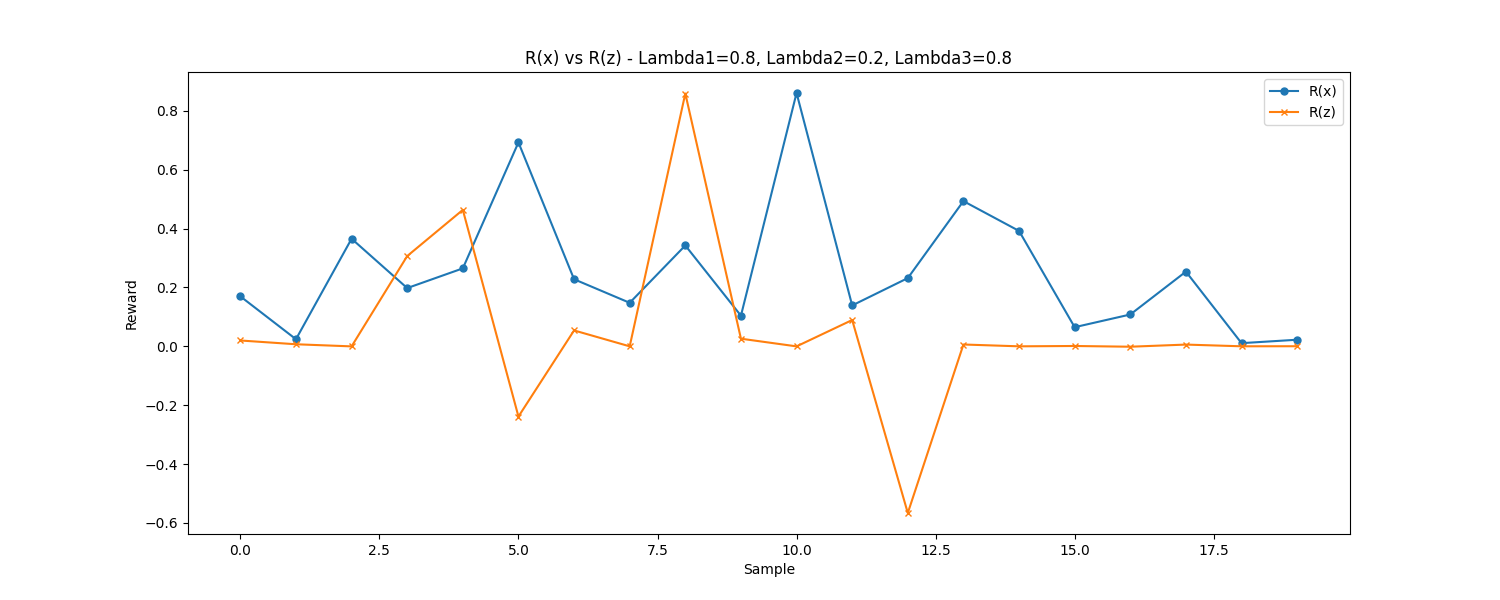 R(x) vs R(z) - Lambda1=0.8, Lambda2=0.2, Lambda3=0.8
R(x)
R(z)
Reward
0.8
0.6
0.4
0.2
0.0
−0.2
−0.4
−0.6
0.0 2.5 5.0 7.5 10.0 12.5 15.0 17.5
Sample